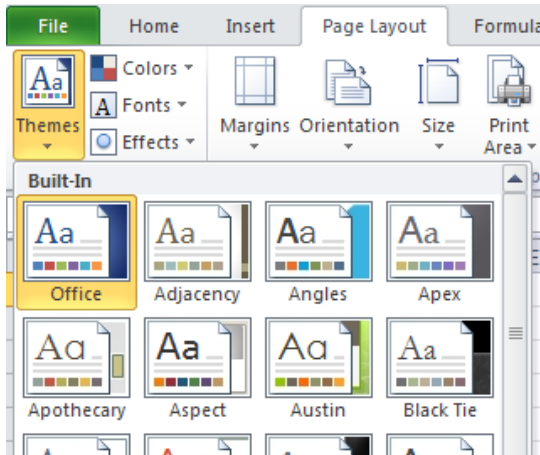 File Home Insert Page Layout Formula
Aa Colors
A Fonts
Themes Effects Margins Orientation Size Print Area
Built-In
Aa Aa Aa Aa
Office Adjacency Angles Apex
Aa Aa Aa Aa
Apothecary Aspect Austin Black Tie